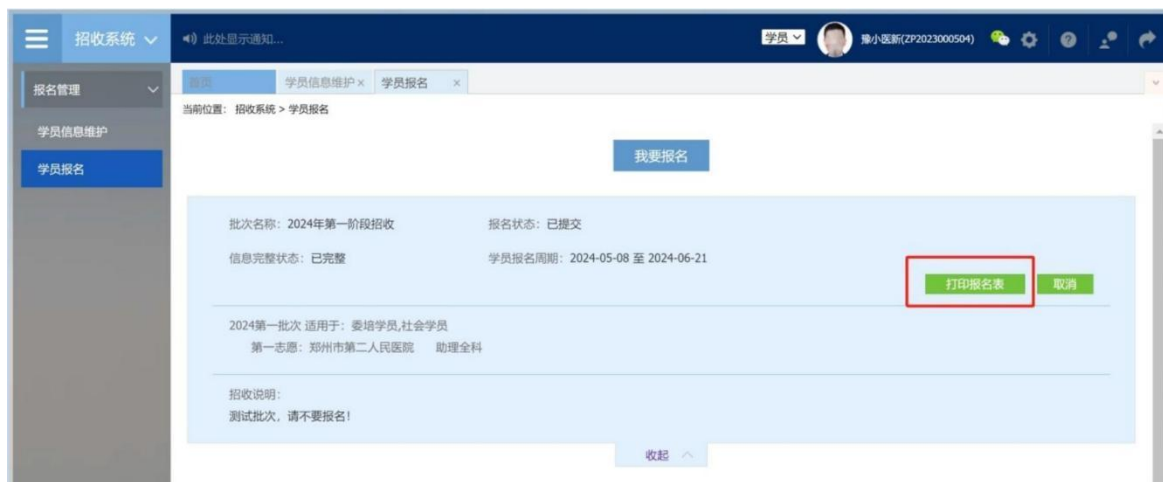 招收系统
此处显示通知...
学员
豫小医新(ZP2023000504)
报名管理
首页
学员信息维护×
学员报名 ×
当前位置： 招收系统 > 学员报名
学员信息维护
学员报名
我要报名
批次名称：2024年第一阶段招收
报名状态：已提交
信息完整状态：已完整
学员报名周期：2024-05-08 至 2024-06-21
打印报名表
取消
2024第一批次 适用于：委培学员,社会学员
第一志愿：郑州市第二人民医院 助理全科
招收说明：
测试批次，请不要报名！
收起